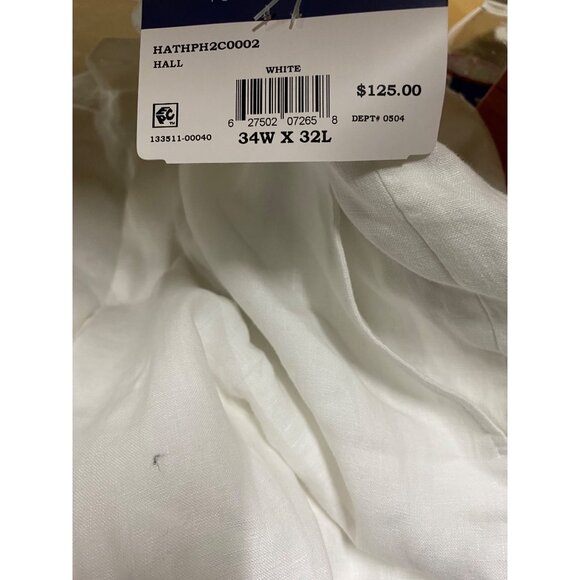 HATHPH2C0002
HALL
WHITE
$125.00
6 27502 07265 8
DEPT# 0504
133511-00040
34W X 32L